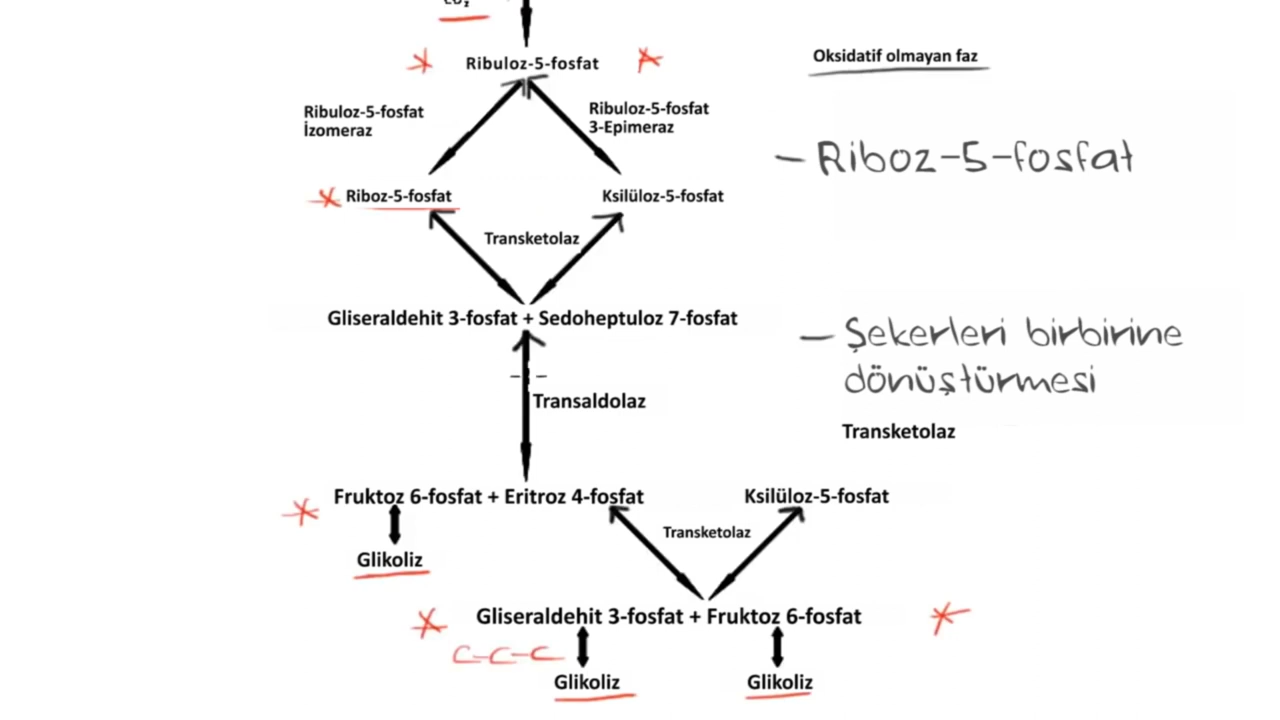 CO₂
Ribuloz-5-fosfat
Oksidatif olmayan faz
Ribuloz-5-fosfat
İzomeraz
Ribuloz-5-fosfat
3-Epimeraz
– Riboz-5-fosfat
Riboz-5-fosfat
Ksilüloz-5-fosfat
Transketolaz
Gliseraldehit 3-fosfat + Sedoheptuloz 7-fosfat
– Şekerleri birbirine
dönüştürmesi
Transaldolaz
Transketolaz
Fruktoz 6-fosfat + Eritroz 4-fosfat
Ksilüloz-5-fosfat
Transketolaz
Glikoliz
Gliseraldehit 3-fosfat + Fruktoz 6-fosfat
C-C-C
Glikoliz
Glikoliz